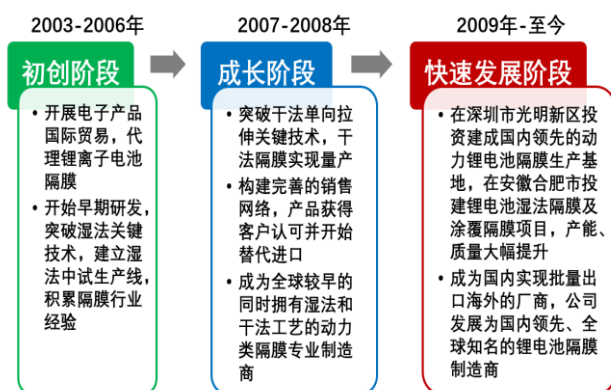 2003-2006年
初创阶段
• 开展电子产品
国际贸易，代
理锂离子电池
隔膜
• 开始早期研发，
突破湿法关键
技术，建立湿
法中试生产线，
积累隔膜行业
经验
2007-2008年
成长阶段
• 突破干法单向拉
伸关键技术，干
法隔膜实现量产
• 构建完善的销售
网络，产品获得
客户认可并开始
替代进口
• 成为全球较早的
同时拥有湿法和
干法工艺的动力
类隔膜专业制造
商
2009年-至今
快速发展阶段
• 在深圳市光明新区投
资建成国内领先的动
力锂电池隔膜生产基
地，在安徽合肥市投
建锂电池湿法隔膜及
涂覆隔膜项目，产能、
质量大幅提升
• 成为国内实现批量出
口海外的厂商，公司
发展为国内领先、全
球知名的锂电池隔膜
制造商